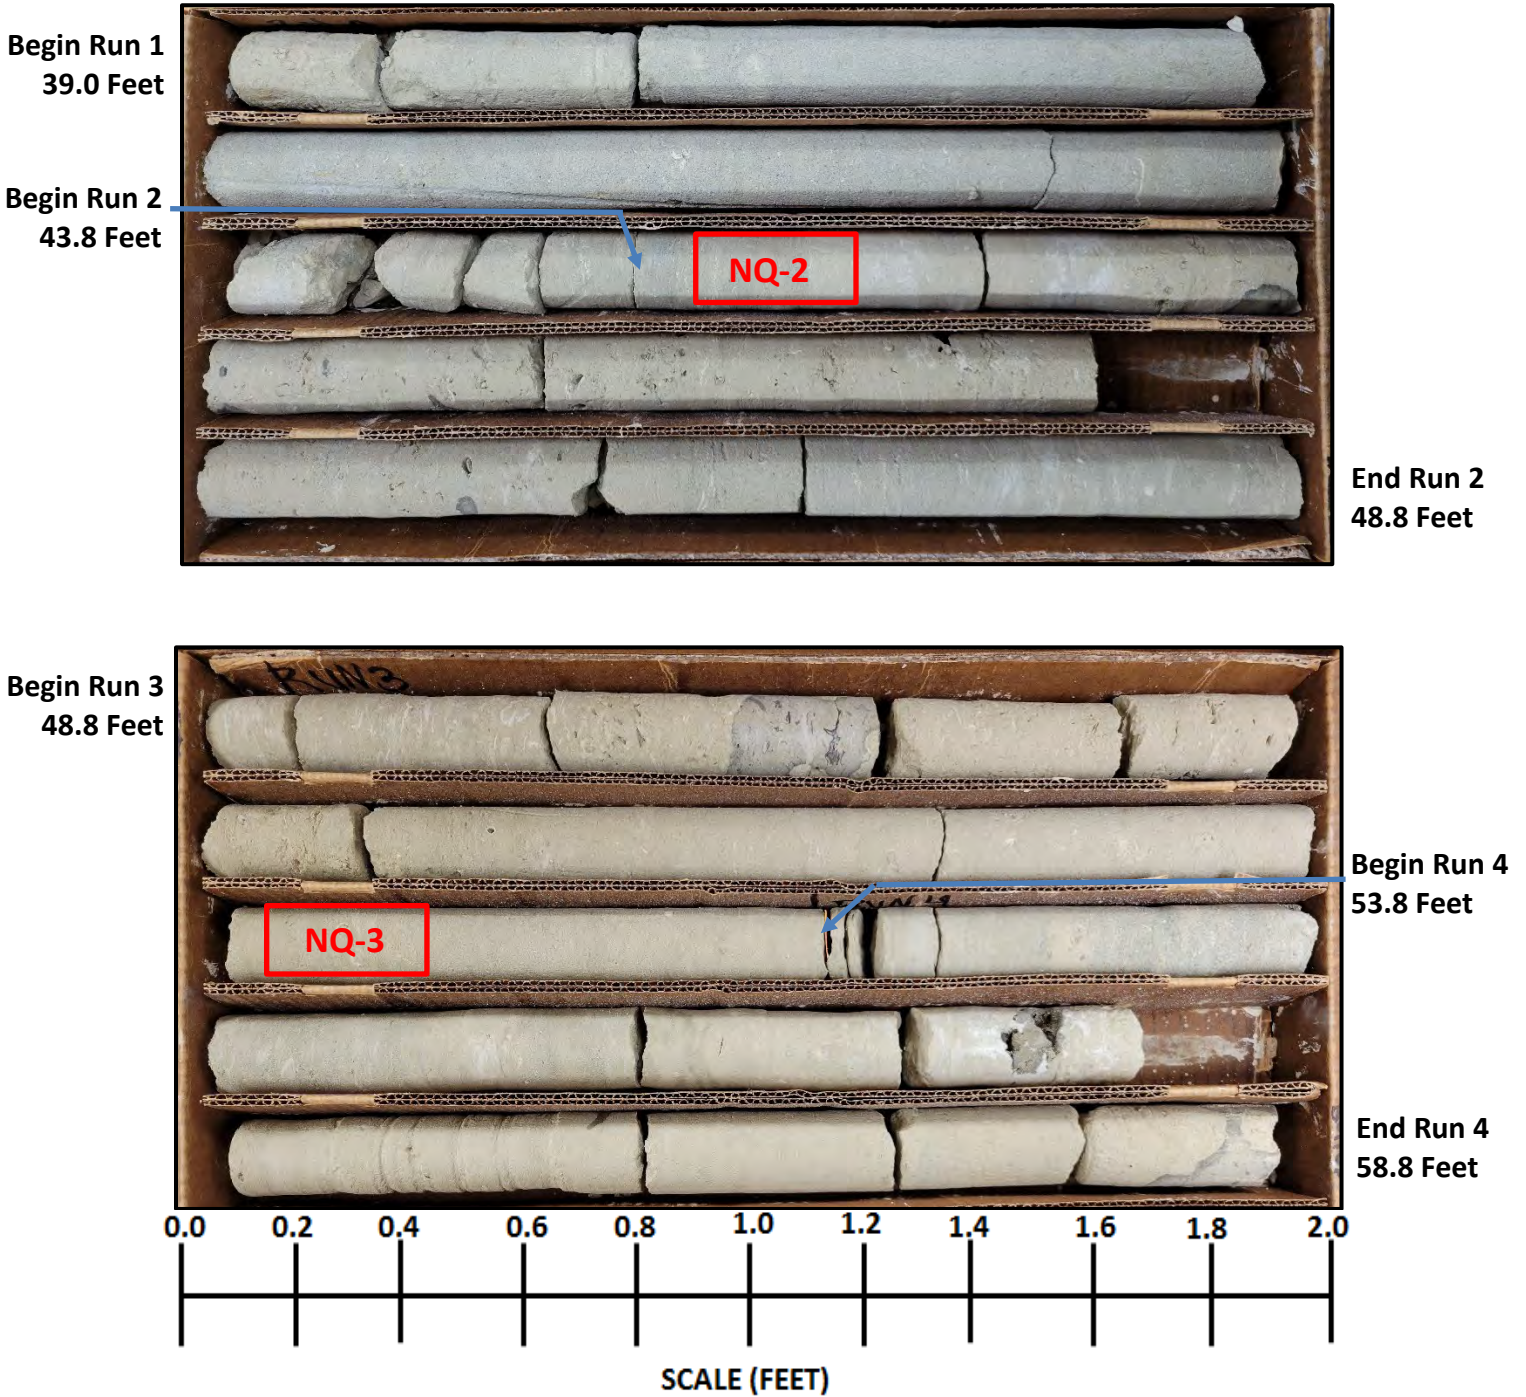 Begin Run 1
39.0 Feet
Begin Run 2
43.8 Feet
NQ-2
End Run 2
48.8 Feet
Begin Run 3
48.8 Feet
RUN3
Begin Run 4
53.8 Feet
NQ-3
End Run 4
58.8 Feet
0.0 0.2 0.4 0.6 0.8 1.0 1.2 1.4 1.6 1.8 2.0
SCALE (FEET)